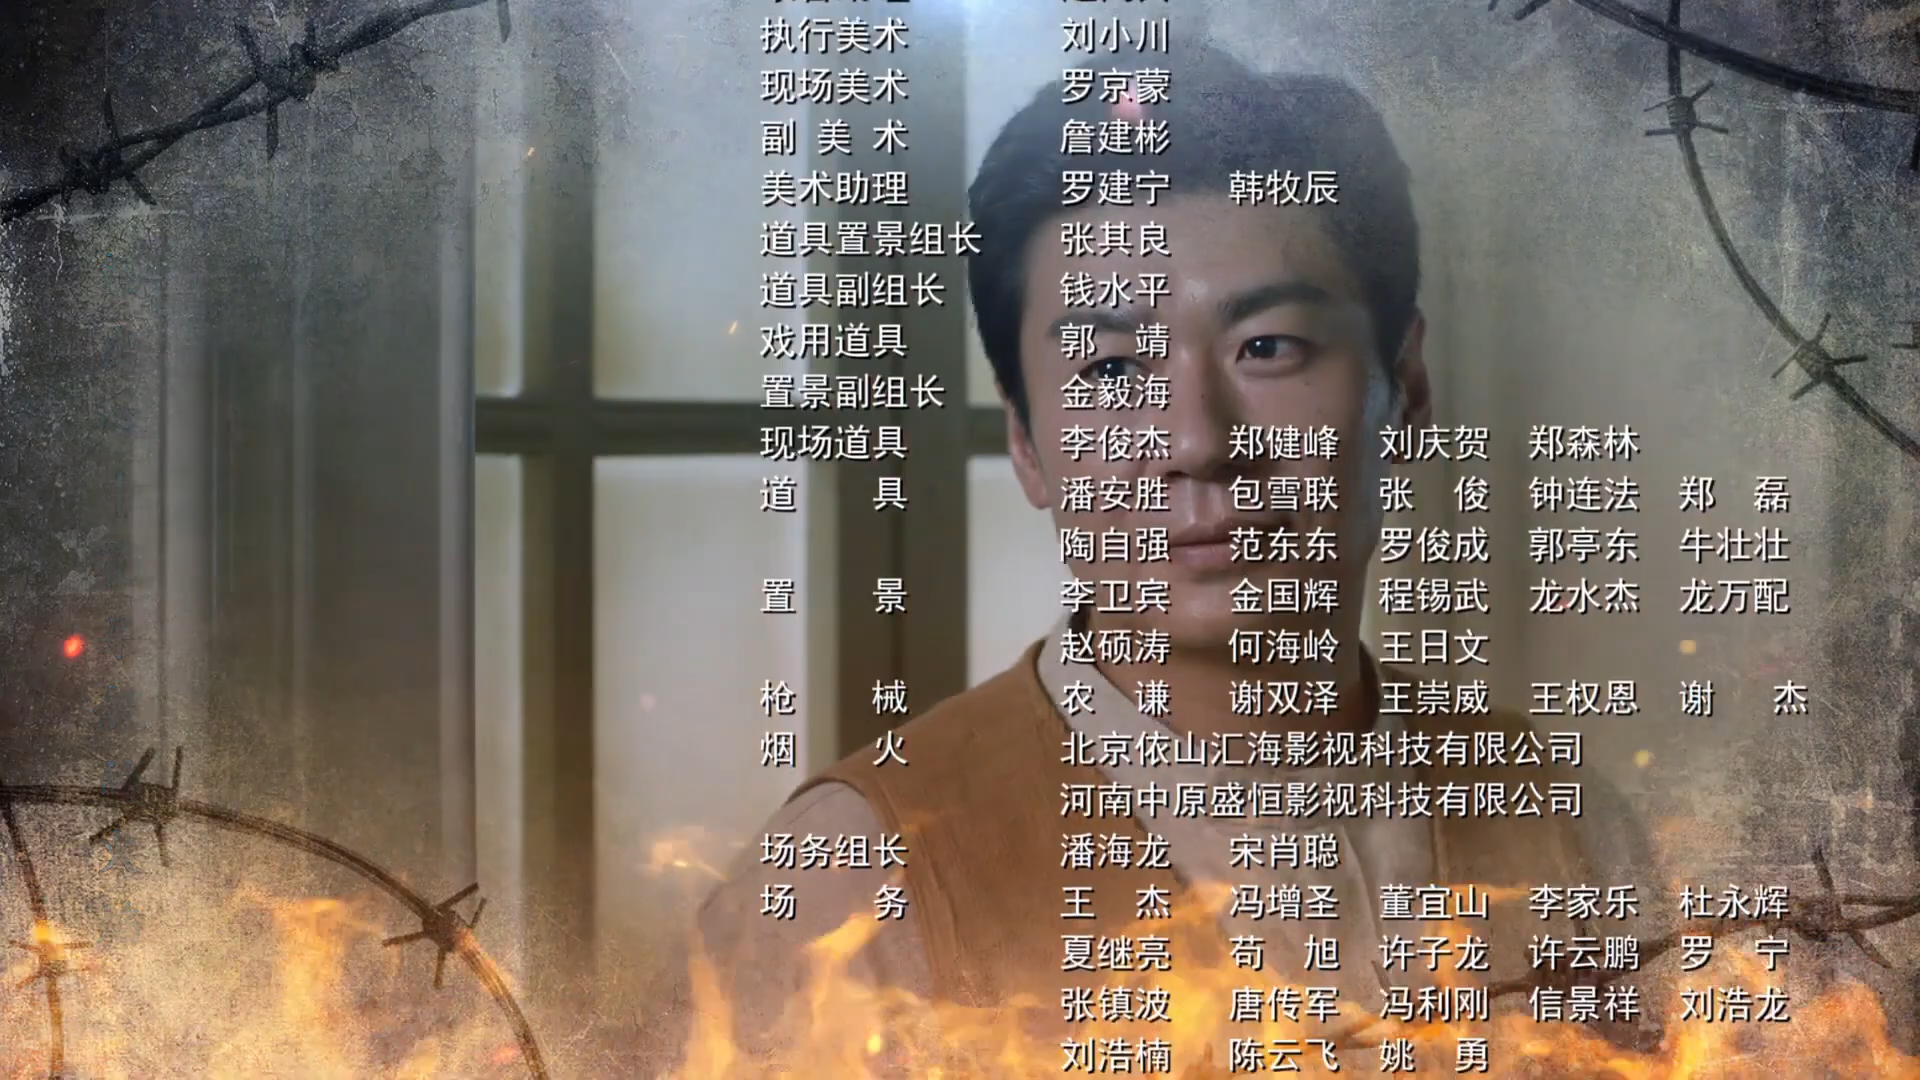 执行美术 刘小川
现场美术 罗京蒙
副美术 詹建彬
美术助理 罗建宁 韩牧辰
道具置景组长 张其良
道具副组长 钱水平
戏用道具 郭靖
置景副组长 金毅海
现场道具 李俊杰 郑健峰 刘庆贺 郑森林
道具 潘安胜 包雪联 张俊 钟连法 郑磊
陶自强 范东东 罗俊成 郭亭东 牛壮壮
置景 李卫宾 金国辉 程锡武 龙水杰 龙万配
赵硕涛 何海岭 王日文
枪械 农谦 谢双泽 王崇威 王权恩 谢杰
烟火 北京依山汇海影视科技有限公司
河南中原盛恒影视科技有限公司
场务组长 潘海龙 宋肖聪
场务 王杰 冯增圣 董宜山 李家乐 杜永辉
夏继亮 苟旭 许子龙 许云鹏 罗宁
张镇波 唐传军 冯利刚 信景祥 刘浩龙
刘浩楠 陈云飞 姚勇